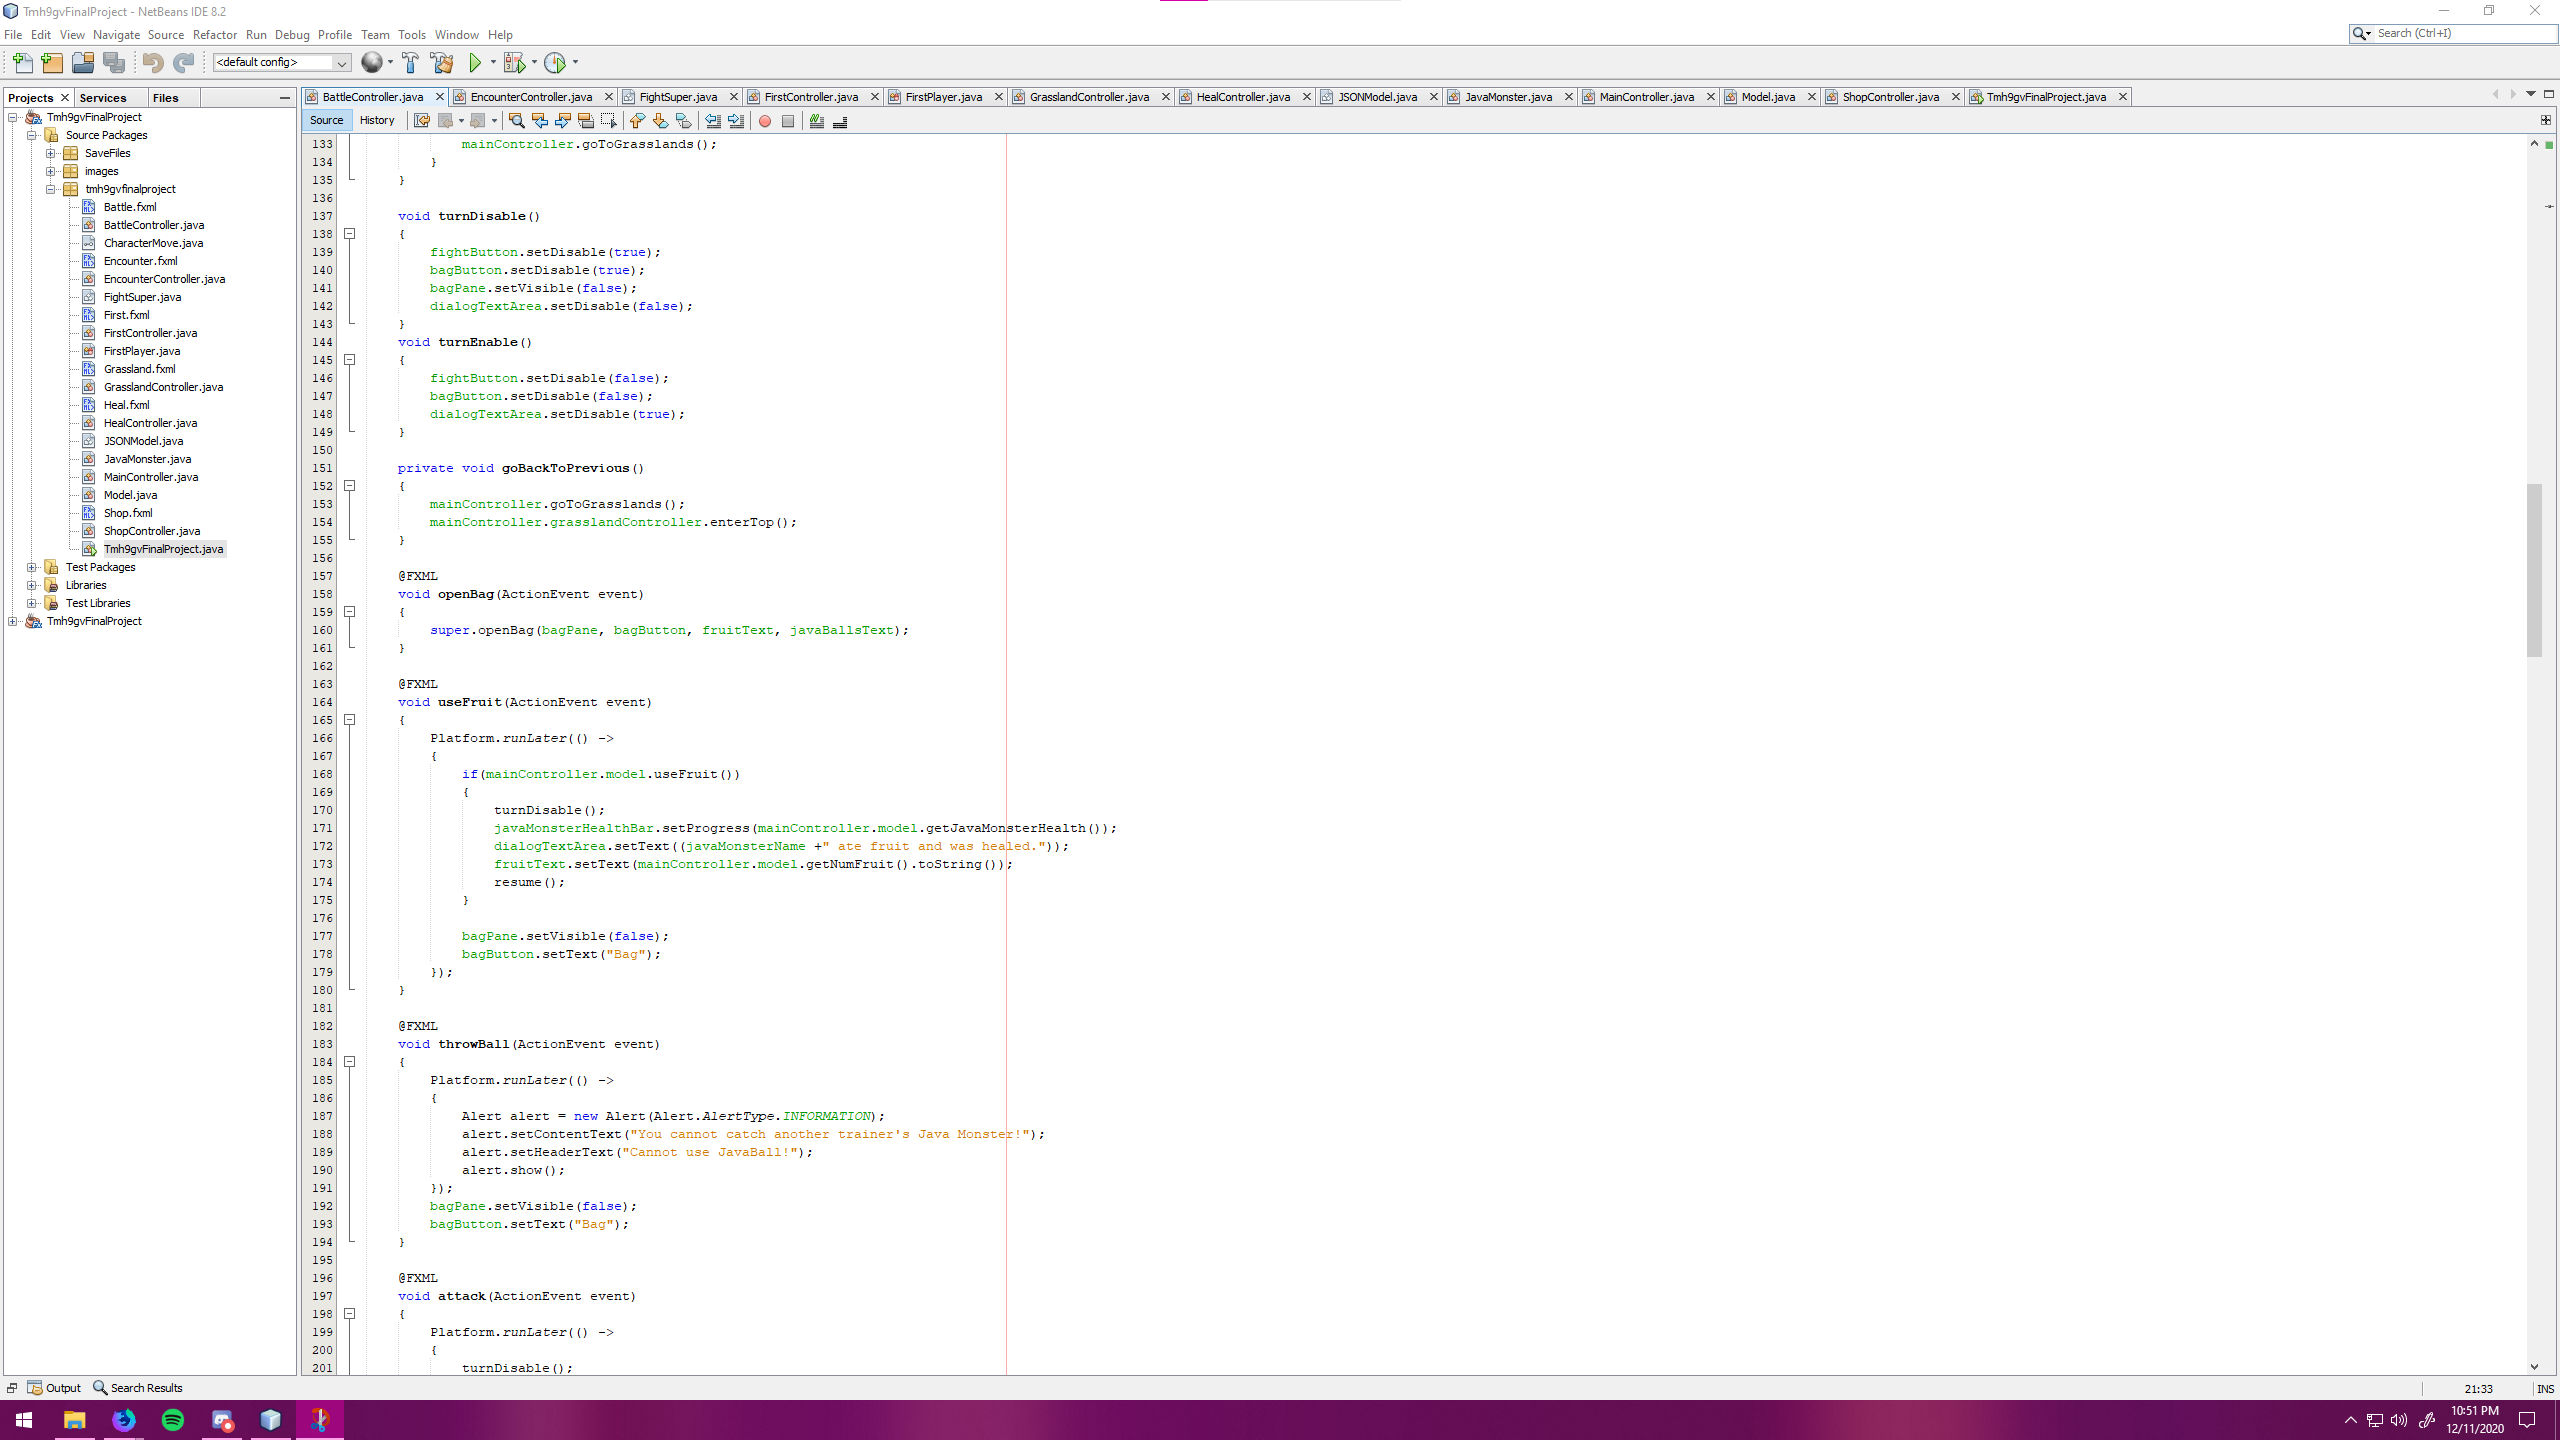 Tmh9gvFinalProject - NetBeans IDE 8.2
File Edit View Navigate Source Refactor Run Debug Profile Team Tools Window Help
Search (Ctrl+I)
<default config>
Projects Services Files
BattleController.java EncounterController.java FightSuper.java FirstController.java FirstPlayer.java GrasslandController.java HealController.java JSONModel.java JavaMonster.java MainController.java Model.java ShopController.java Tmh9gvFinalProject.java
Source History
Tmh9gvFinalProject
Source Packages
SaveFiles
images
tmh9gvfinalproject
Battle.fxml
BattleController.java
CharacterMove.java
Encounter.fxml
EncounterController.java
FightSuper.java
First.fxml
FirstController.java
FirstPlayer.java
Grassland.fxml
GrasslandController.java
Heal.fxml
HealController.java
JSONModel.java
JavaMonster.java
MainController.java
Model.java
Shop.fxml
ShopController.java
Tmh9gvFinalProject.java
Test Packages
Libraries
Test Libraries
Tmh9gvFinalProject
133 mainController.goToGrasslands();
134 }
135 }
136
137 void turnDisable()
138 {
139 fightButton.setDisable(true);
140 bagButton.setDisable(true);
141 bagPane.setVisible(false);
142 dialogTextArea.setDisable(false);
143 }
144 void turnEnable()
145 {
146 fightButton.setDisable(false);
147 bagButton.setDisable(false);
148 dialogTextArea.setDisable(true);
149 }
150
151 private void goBackToPrevious()
152 {
153 mainController.goToGrasslands();
154 mainController.grasslandController.enterTop();
155 }
156
157 @FXML
158 void openBag(ActionEvent event)
159 {
160 super.openBag(bagPane, bagButton, fruitText, javaBallsText);
161 }
162
163 @FXML
164 void useFruit(ActionEvent event)
165 {
166 Platform.runLater(() ->
167 {
168 if(mainController.model.useFruit())
169 {
170 turnDisable();
171 javaMonsterHealthBar.setProgress(mainController.model.getJavaMonsterHealth());
172 dialogTextArea.setText((javaMonsterName +" ate fruit and was healed."));
173 fruitText.setText(mainController.model.getNumFruit().toString());
174 resume();
175 }
176
177 bagPane.setVisible(false);
178 bagButton.setText("Bag");
179 });
180 }
181
182 @FXML
183 void throwBall(ActionEvent event)
184 {
185 Platform.runLater(() ->
186 {
187 Alert alert = new Alert(Alert.AlertType.INFORMATION);
188 alert.setContentText("You cannot catch another trainer's Java Monster!");
189 alert.setHeaderText("Cannot use JavaBall!");
190 alert.show();
191 });
192 bagPane.setVisible(false);
193 bagButton.setText("Bag");
194 }
195
196 @FXML
197 void attack(ActionEvent event)
198 {
199 Platform.runLater(() ->
200 {
201 turnDisable();
Output Search Results
21:33 INS
10:51 PM
12/11/2020